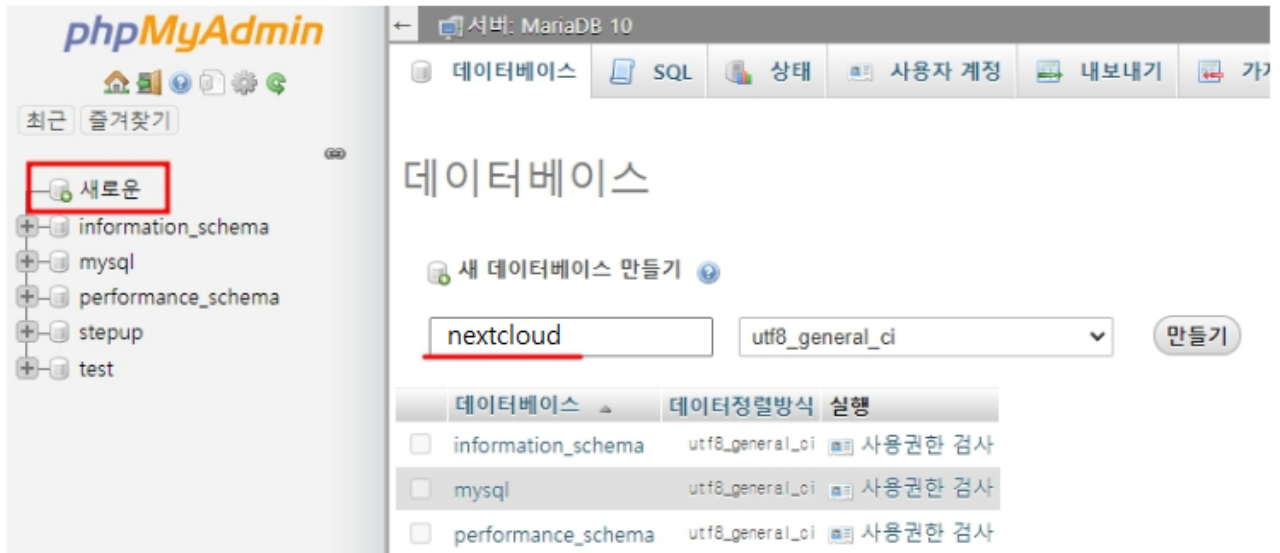 phpMyAdmin
최근 즐겨찾기
새로운
information_schema
mysql
performance_schema
stepup
test
서버: MariaDB 10
데이터베이스 SQL 상태 사용자 계정 내보내기
데이터베이스
새 데이터베이스 만들기
nextcloud utf8_general_ci 만들기
데이터베이스 데이터정렬방식 실행
information_schema utf8_general_ci 사용권한 검사
mysql utf8_general_ci 사용권한 검사
performance_schema utf8_general_ci 사용권한 검사